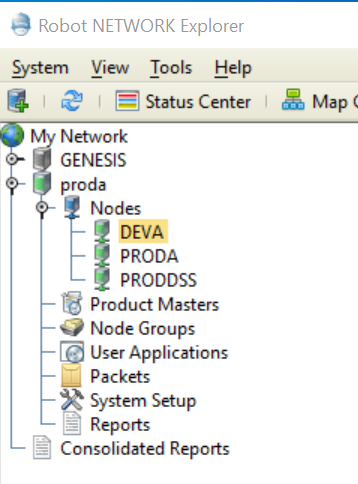 Robot NETWORK Explorer
System View Tools Help
Status Center Map
My Network
GENESIS
proda
Nodes
DEVA
PRODA
PRODDSS
Product Masters
Node Groups
User Applications
Packets
System Setup
Reports
Consolidated Reports